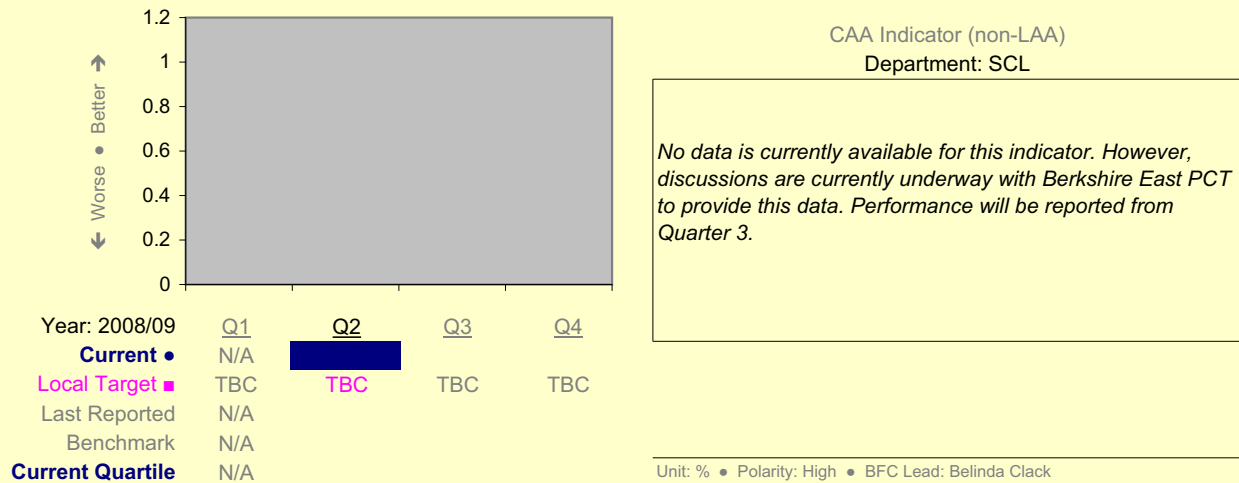 1.2
1
0.8
0.6
0.4
0.2
0
← Worse ● Better →
Year: 2008/09 Q1 Q2 Q3 Q4
Current ● N/A
Local Target ■ TBC TBC TBC TBC
Last Reported N/A
Benchmark N/A
Current Quartile N/A
CAA Indicator (non-LAA)
Department: SCL
No data is currently available for this indicator. However,
discussions are currently underway with Berkshire East PCT
to provide this data. Performance will be reported from
Quarter 3.
Unit: % ● Polarity: High ● BFC Lead: Belinda Clack